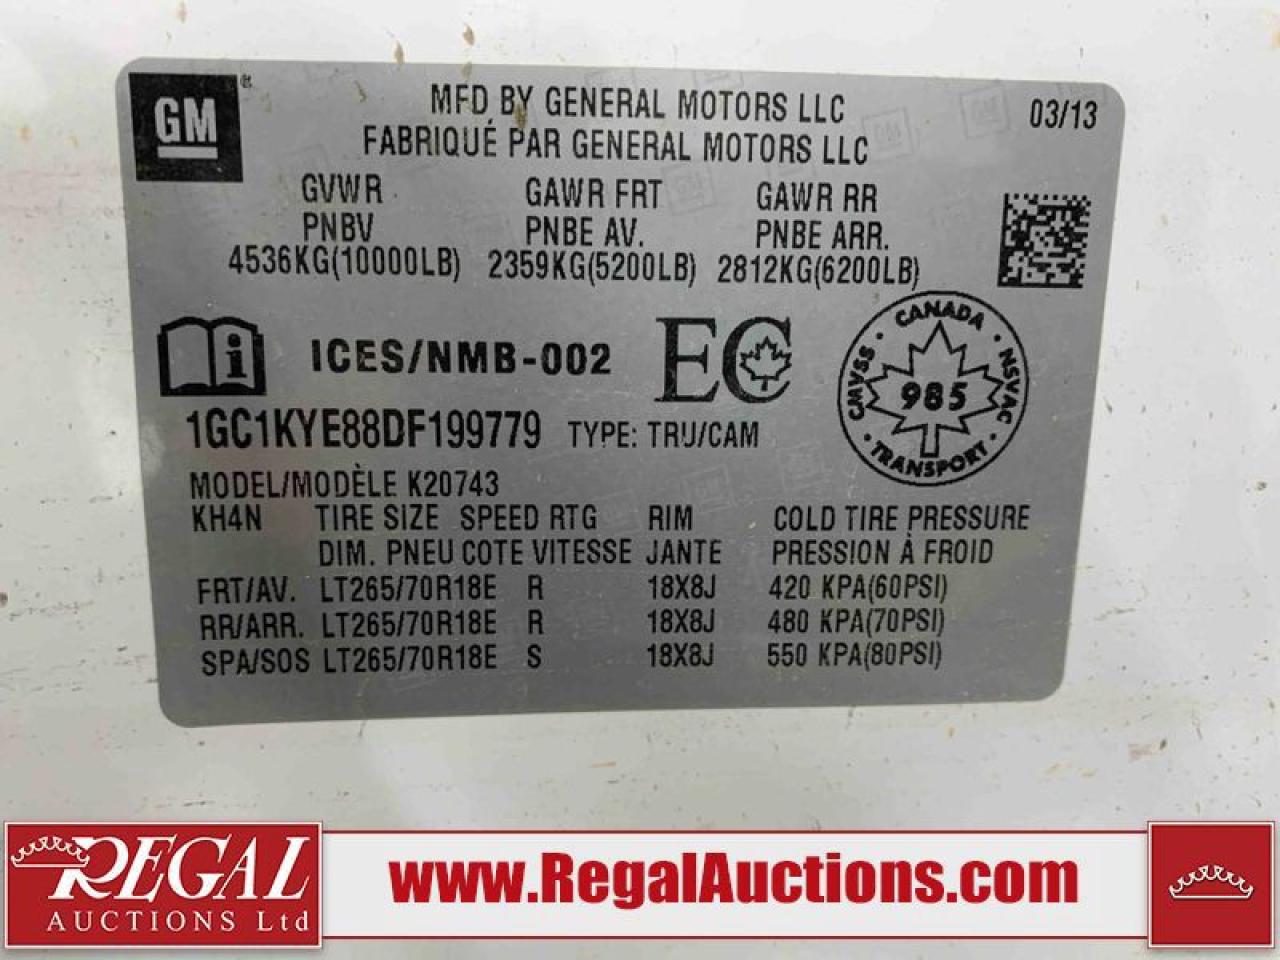 GM
MFD BY GENERAL MOTORS LLC 03/13
FABRIQUÉ PAR GENERAL MOTORS LLC
GVWR GAWR FRT GAWR RR
PNBV PNBE AV. PNBE ARR.
4536KG(10000LB) 2359KG(5200LB) 2812KG(6200LB)
i ICES/NMB-002 EC
CANADA
CMVSS 985 NSVAC
TRANSPORT
1GC1KYE88DF199779 TYPE: TRU/CAM
MODEL/MODÈLE K20743
KH4N TIRE SIZE SPEED RTG RIM COLD TIRE PRESSURE
DIM. PNEU COTE VITESSE JANTE PRESSION À FROID
FRT/AV. LT265/70R18E R 18X8J 420 KPA(60PSI)
RR/ARR. LT265/70R18E R 18X8J 480 KPA(70PSI)
SPA/SOS LT265/70R18E S 18X8J 550 KPA(80PSI)
REGAL
AUCTIONS Ltd
www.RegalAuctions.com